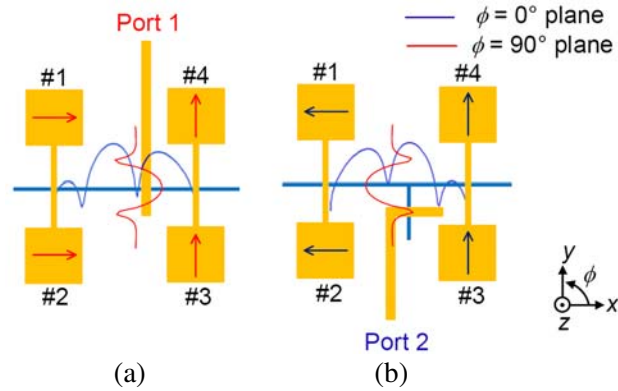 Port 1
ϕ = 0° plane
ϕ = 90° plane
#1
#4
#1
#4
#2
#3
#2
#3
Port 2
y
ϕ
z
x
(a)
(b)